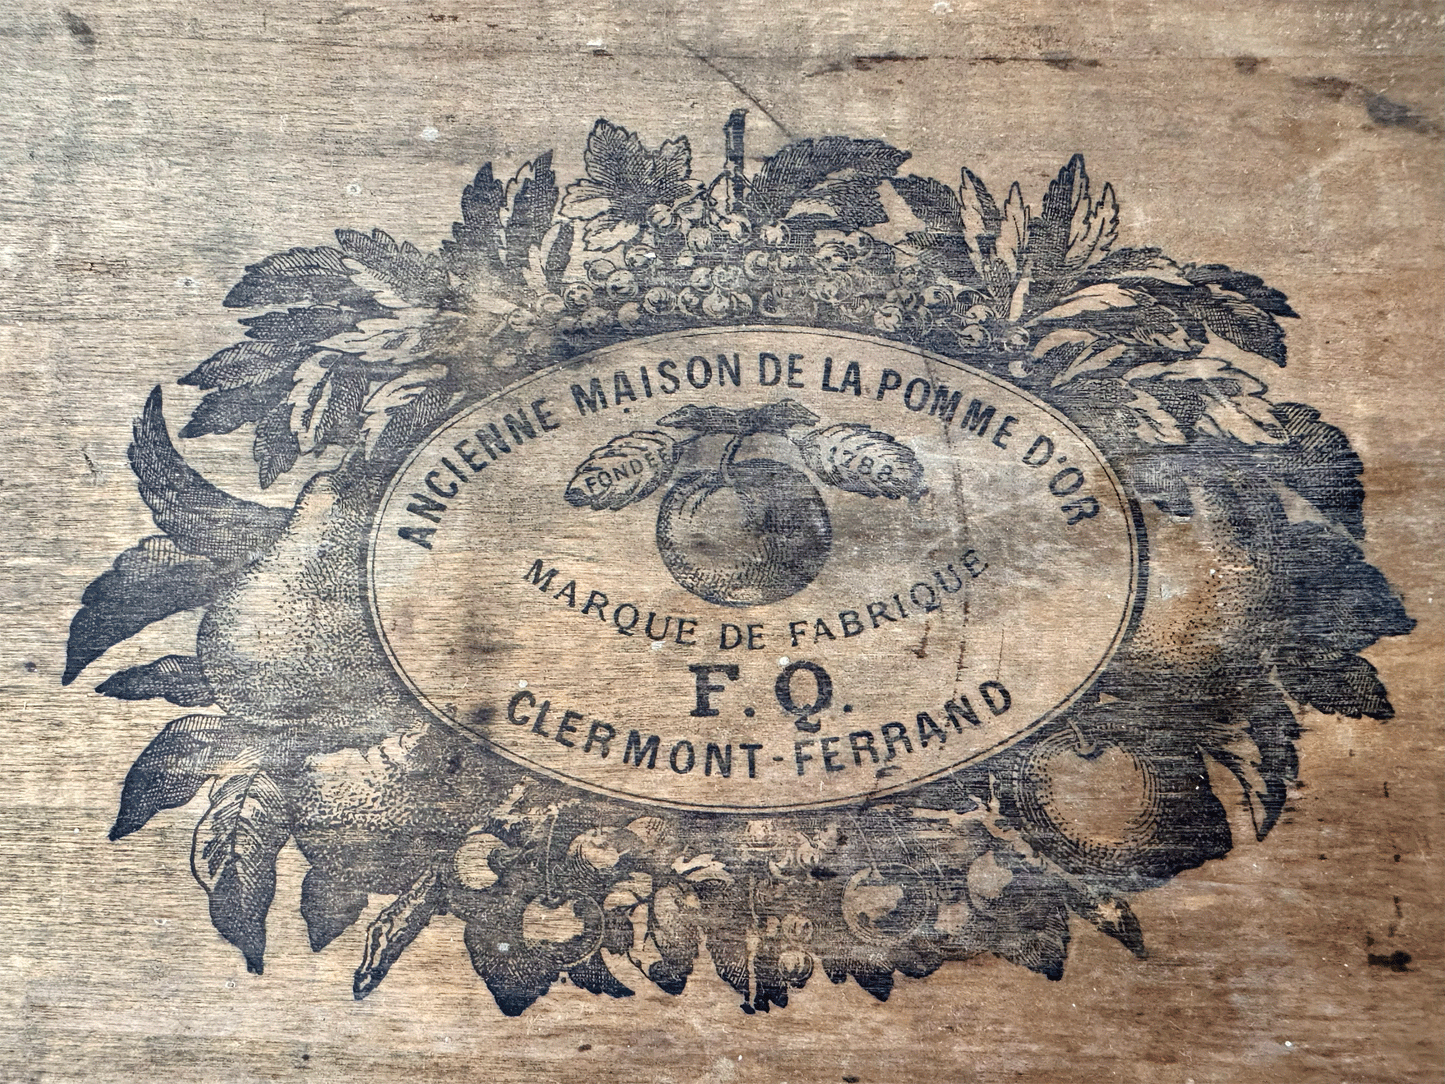 ANCIENNE MAISON DE LA POMME D'OR
FONDÉE 1788
MARQUE DE FABRIQUE
F.Q.
CLERMONT-FERRAND